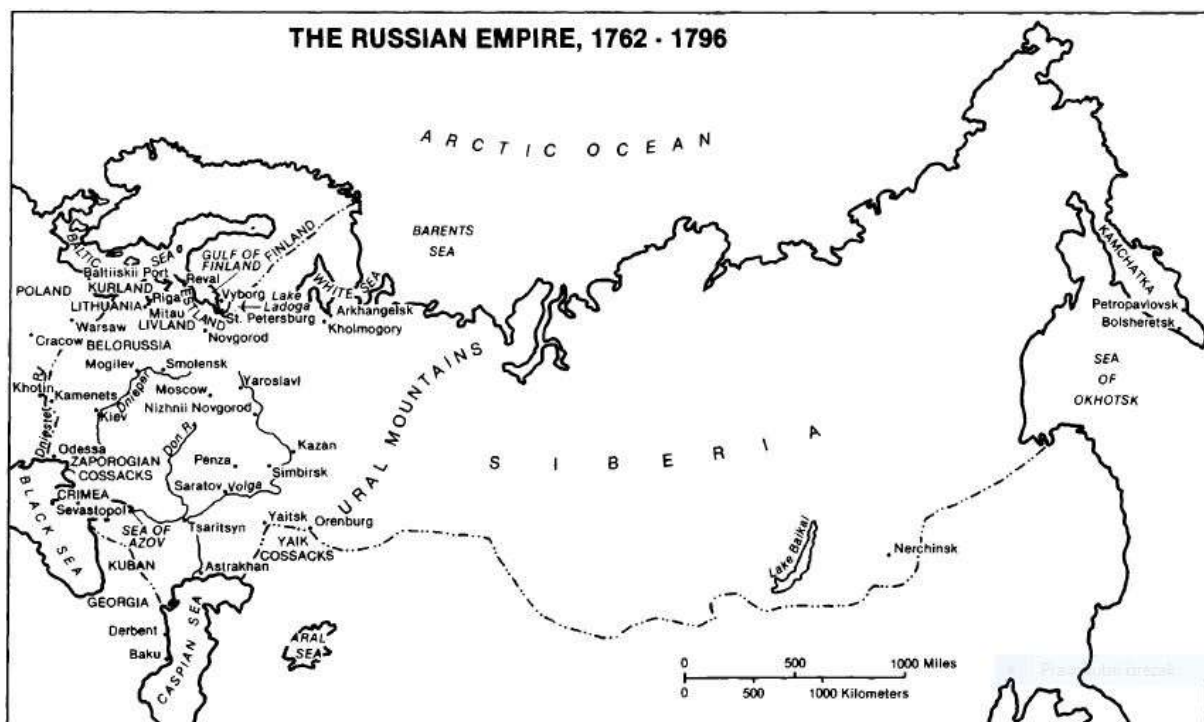 THE RUSSIAN EMPIRE, 1762 - 1796
ARCTIC OCEAN
BARENTS
SEA
BALTIC
SEA
GULF OF
FINLAND
FINLAND
WHITE SEA
Baltiiskii Port
Reval
KURLAND
ESTLAND
Vyborg
Lake
Ladoga
POLAND
Riga
LITHUANIA
Mitau
LIVLAND
St. Petersburg
Arkhangelsk
Kholmogory
Warsaw
Novgorod
Cracow
BELORUSSIA
Mogilev
Smolensk
Khotin
Kamenets
Dnieper
Moscow
Yaroslavl
Nizhnii Novgorod
Kiev
Dniester R.
Don R.
Kazan
Odessa
ZAPOROGIAN
COSSACKS
Penza
Simbirsk
Saratov
Volga
URAL MOUNTAINS
SIBERIA
BLACK SEA
CRIMEA
Sevastopol
SEA OF
AZOV
Tsaritsyn
Yaitsk
Orenburg
YAIK
COSSACKS
KUBAN
Astrakhan
GEORGIA
Derbent
Baku
CASPIAN SEA
ARAL
SEA
Lake Baikal
Nerchinsk
KAMCHATKA
Petropavlovsk
Bolsheretsk
SEA
OF
OKHOTSK
0 500 1000 Miles
0 500 1000 Kilometers